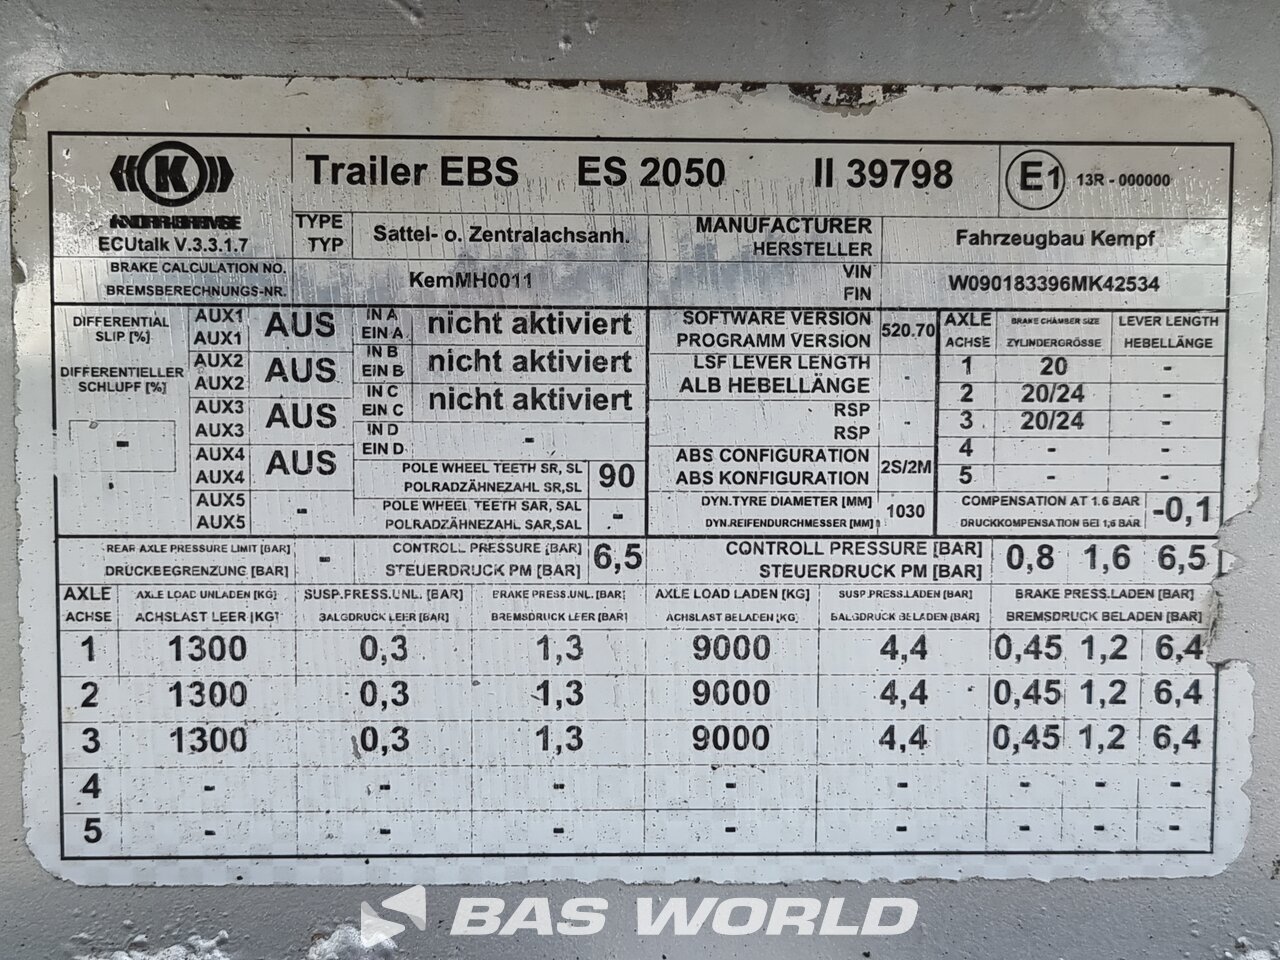 K
KNORR-BREMSE
ECUtalk V.3.3.1.7
Trailer EBS ES 2050 II 39798
E1 13R - 000000
TYPE
TYP
Sattel- o. Zentralachsanh.
MANUFACTURER
HERSTELLER
Fahrzeugbau Kempf
BRAKE CALCULATION NO.
BREMSBERECHNUNGS-NR.
KemMH0011
VIN
FIN
W090183396MK42534
DIFFERENTIAL
SLIP [%]
DIFFERENTIELLER
SCHLUPF [%]
-
AUX1
AUX1
AUS
AUX2
AUX2
AUS
AUX3
AUX3
AUS
AUX4
AUX4
AUS
AUX5
AUX5
-
IN A
EIN A
nicht aktiviert
IN B
EIN B
nicht aktiviert
IN C
EIN C
nicht aktiviert
IN D
EIN D
-
POLE WHEEL TEETH SR, SL
POLRADZÄHNEZAHL SR,SL
90
POLE WHEEL TEETH SAR, SAL
POLRADZÄHNEZAHL SAR,SAL
-
SOFTWARE VERSION
PROGRAMM VERSION
520.70
LSF LEVER LENGTH
ALB HEBELLÄNGE
-
RSP
RSP
-
ABS CONFIGURATION
ABS KONFIGURATION
2S/2M
DYN.TYRE DIAMETER [MM]
DYN.REIFENDURCHMESSER [MM]
1030
AXLE
ACHSE
BRAKE CHAMBER SIZE
ZYLINDERGRÖSSE
LEVER LENGTH
HEBELLÄNGE
1 20 -
2 20/24 -
3 20/24 -
4 - -
5 - -
COMPENSATION AT 1.6 BAR
DRUCKKOMPENSATION BEI 1,6 BAR
-0,1
REAR AXLE PRESSURE LIMIT [BAR]
DRUCKBEGRENZUNG [BAR]
-
CONTROLL PRESSURE [BAR]
STEUERDRUCK PM [BAR]
6,5
CONTROLL PRESSURE [BAR]
STEUERDRUCK PM [BAR]
0,8 1,6 6,5
AXLE
ACHSE
AXLE LOAD UNLADEN [KG]
ACHSLAST LEER [KG]
SUSP.PRESS.UNL. [BAR]
BALGDRUCK LEER [BAR]
BRAKE PRESS.UNL. [BAR]
BREMSDRUCK LEER [BAR]
AXLE LOAD LADEN [KG]
ACHSLAST BELADEN [KG]
SUSP.PRESS.LADEN [BAR]
BALGDRUCK BELADEN [BAR]
BRAKE PRESS.LADEN [BAR]
BREMSDRUCK BELADEN [BAR]
1 1300 0,3 1,3 9000 4,4 0,45 1,2 6,4
2 1300 0,3 1,3 9000 4,4 0,45 1,2 6,4
3 1300 0,3 1,3 9000 4,4 0,45 1,2 6,4
4 - - - - - - - -
5 - - - - - - - -
BAS WORLD